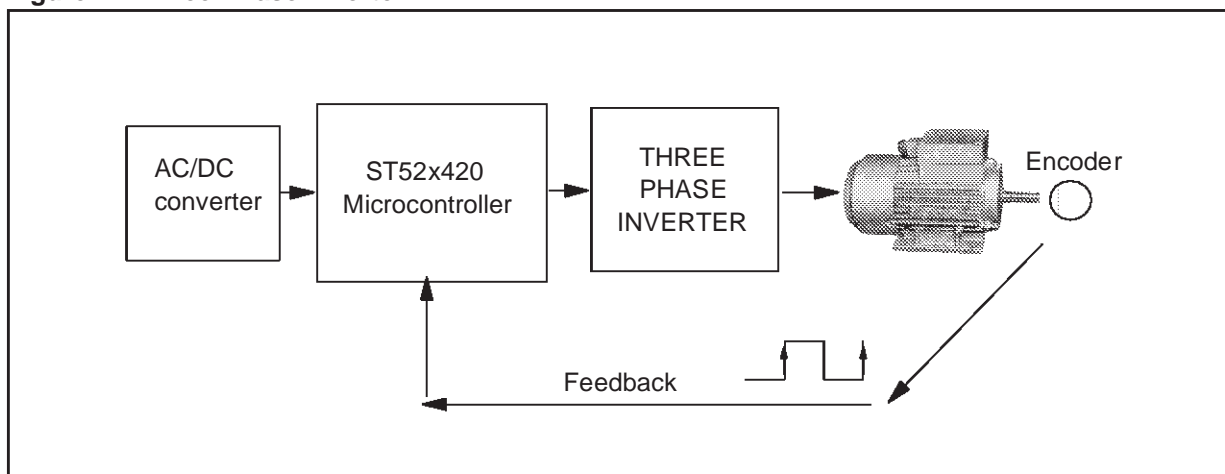 AC/DC
converter
ST52x420
Microcontroller
THREE
PHASE
INVERTER
Encoder
Feedback